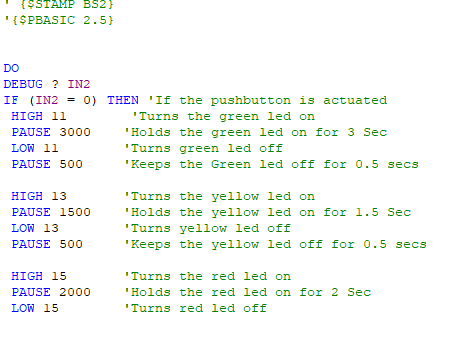 ' {$STAMP BS2}
'{$PBASIC 2.5}
DO
DEBUG ? IN2
IF (IN2 = 0) THEN 'If the pushbutton is actuated
HIGH 11 'Turns the green led on
PAUSE 3000 'Holds the green led on for 3 Sec
LOW 11 'Turns green led off
PAUSE 500 'Keeps the Green led off for 0.5 secs
HIGH 13 'Turns the yellow led on
PAUSE 1500 'Holds the yellow led on for 1.5 Sec
LOW 13 'Turns yellow led off
PAUSE 500 'Keeps the yellow led off for 0.5 secs
HIGH 15 'Turns the red led on
PAUSE 2000 'Holds the red led on for 2 Sec
LOW 15 'Turns red led off